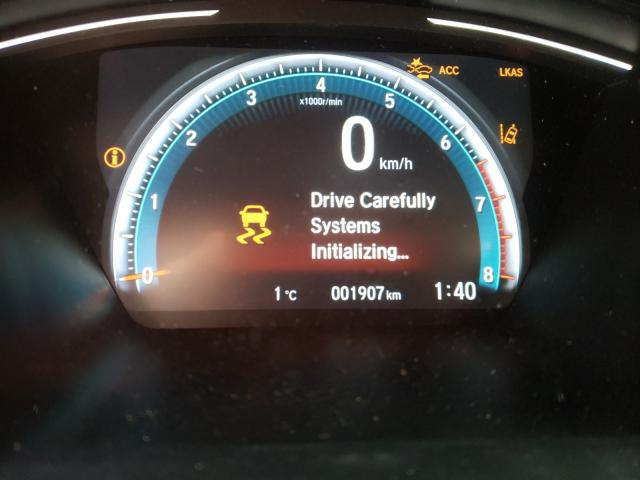 ACC LKAS
4
3 5
x1000r/min
2 6
0 km/h
1 7
Drive Carefully
Systems
Initializing...
0 8
1 °C 001907 km 1:40